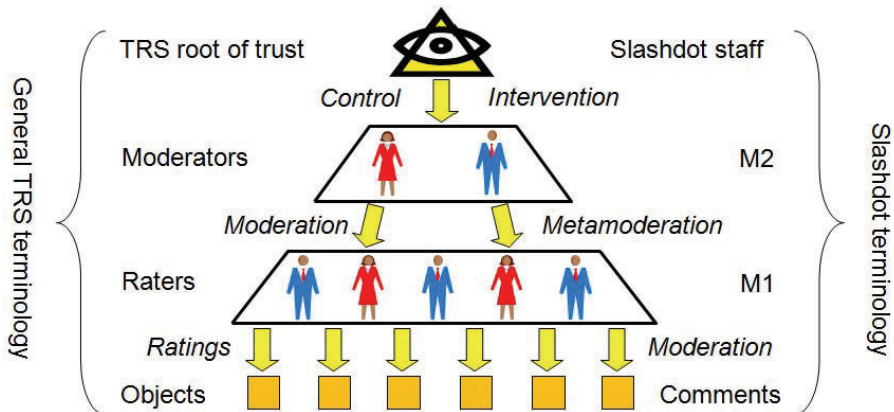 TRS root of trust
Slashdot staff
Control
Intervention
Moderators
M2
Moderation
Metamoderation
Raters
M1
Ratings
Moderation
Objects
Comments
General TRS terminology
Slashdot terminology